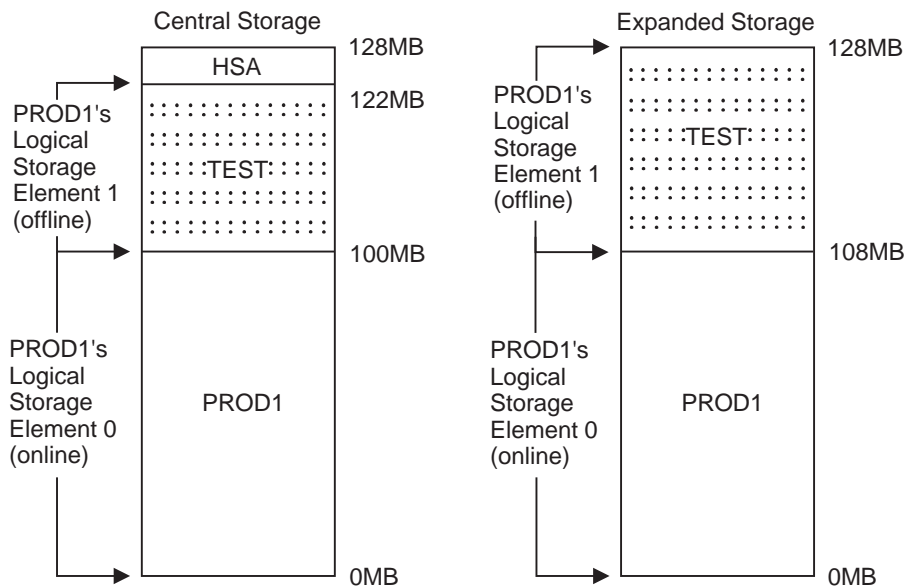 Central Storage
128MB
HSA
122MB
PROD1's
Logical
Storage
Element 1
(offline)
TEST
100MB
PROD1's
Logical
Storage
Element 0
(online)
PROD1
0MB
Expanded Storage
128MB
PROD1's
Logical
Storage
Element 1
(offline)
TEST
108MB
PROD1's
Logical
Storage
Element 0
(online)
PROD1
0MB